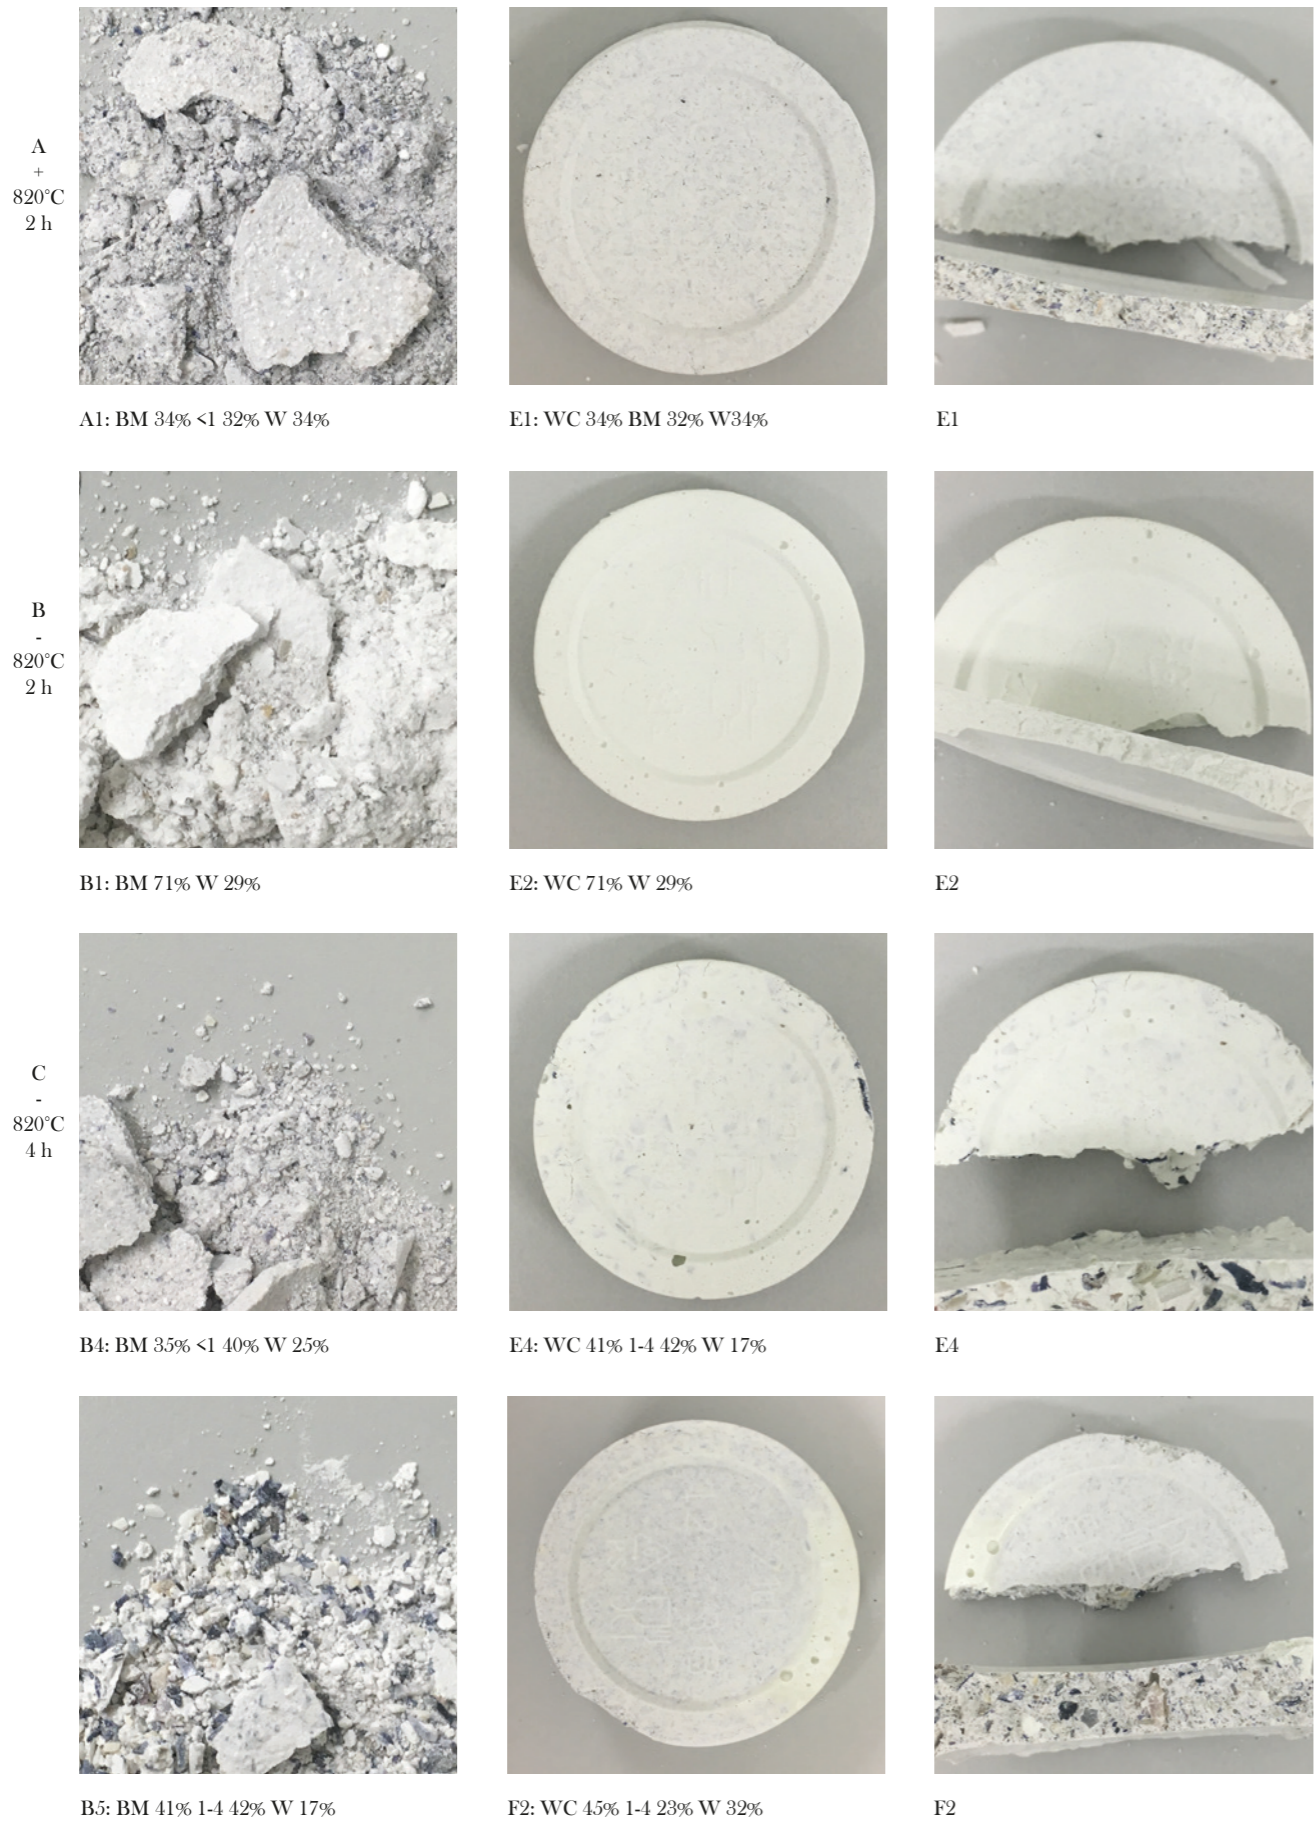 A
+
820°C
2 h
A1: BM 34% <1 32% W 34%
E1: WC 34% BM 32% W34%
E1
B
-
820°C
2 h
B1: BM 71% W 29%
E2: WC 71% W 29%
E2
C
-
820°C
4 h
B4: BM 35% <1 40% W 25%
E4: WC 41% 1-4 42% W 17%
E4
B5: BM 41% 1-4 42% W 17%
F2: WC 45% 1-4 23% W 32%
F2